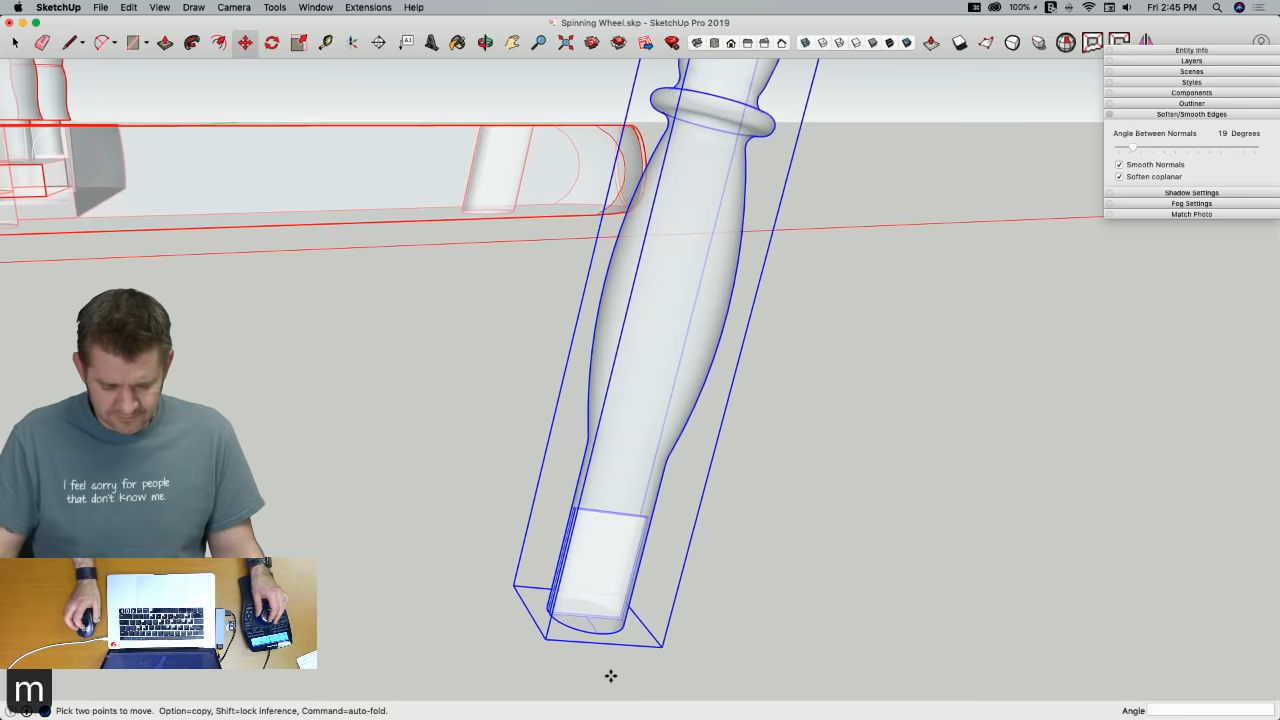 SketchUp File Edit View Draw Camera Tools Window Extensions Help 100% Fri 2:45 PM
Spinning Wheel.skp - SketchUp Pro 2019
Entity Info
Layers
Scenes
Styles
Components
Outliner
Soften/Smooth Edges
Angle Between Normals 19 Degrees
Smooth Normals
Soften coplanar
Shadow Settings
Fog Settings
Match Photo
I feel sorry for people
that don't know me.
m
Pick two points to move. Option=copy, Shift=lock inference, Command=auto-fold. Angle